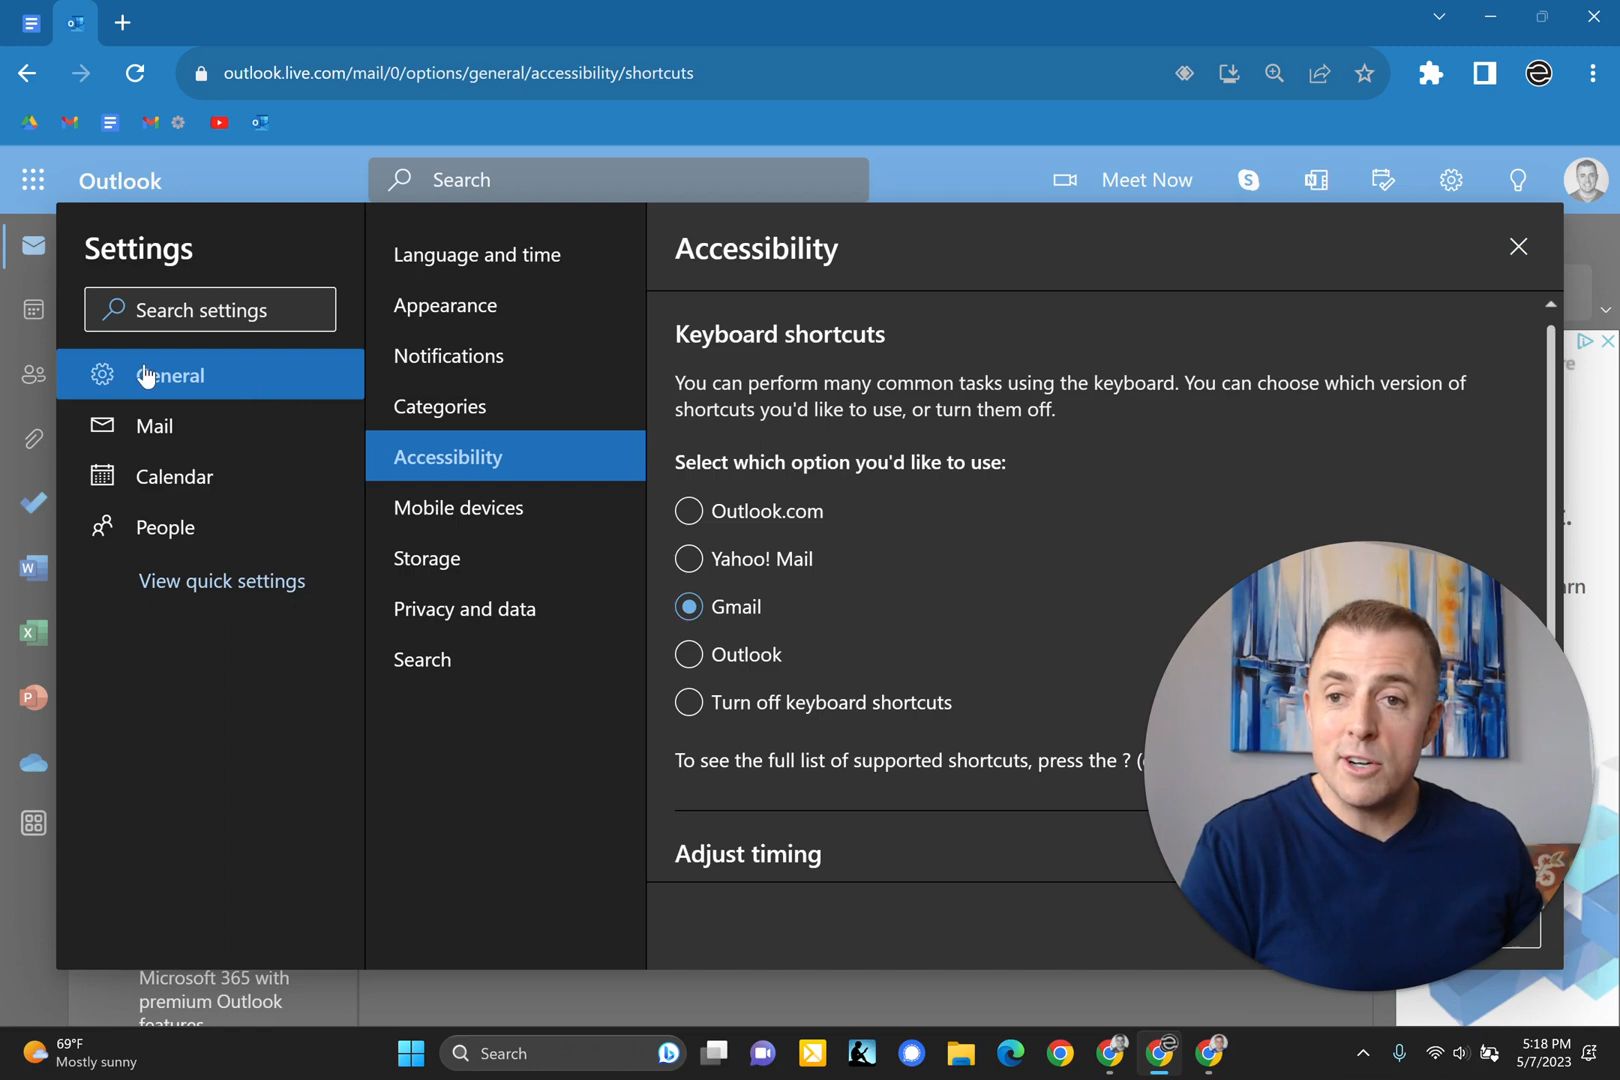 outlook.live.com/mail/0/options/general/accessibility/shortcuts
Outlook
Search
Meet Now
Settings
Search settings
General
Mail
Calendar
People
View quick settings
Language and time
Appearance
Notifications
Categories
Accessibility
Mobile devices
Storage
Privacy and data
Search
Accessibility
Keyboard shortcuts
You can perform many common tasks using the keyboard. You can choose which version of
shortcuts you'd like to use, or turn them off.
Select which option you'd like to use:
Outlook.com
Yahoo! Mail
Gmail
Outlook
Turn off keyboard shortcuts
To see the full list of supported shortcuts, press the ? (
Adjust timing
Microsoft 365 with
premium Outlook
features
69°F
Mostly sunny
Search
5:18 PM
5/7/2023